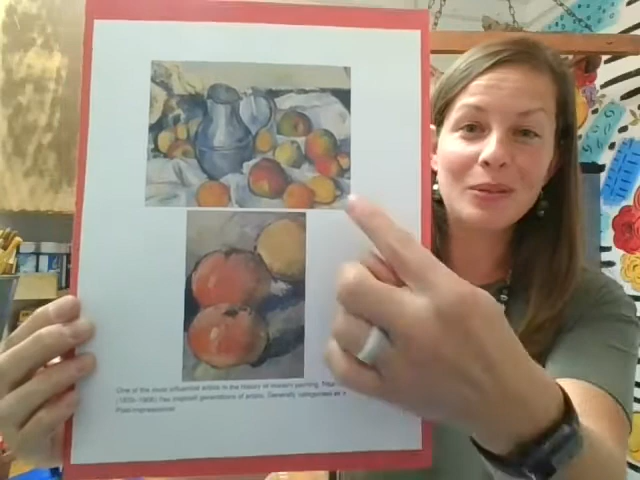 One of the most influential artists in the history of modern painting,
(1839–1906) has inspired generations of artists. Generally categorized as a
Post-Impressionist